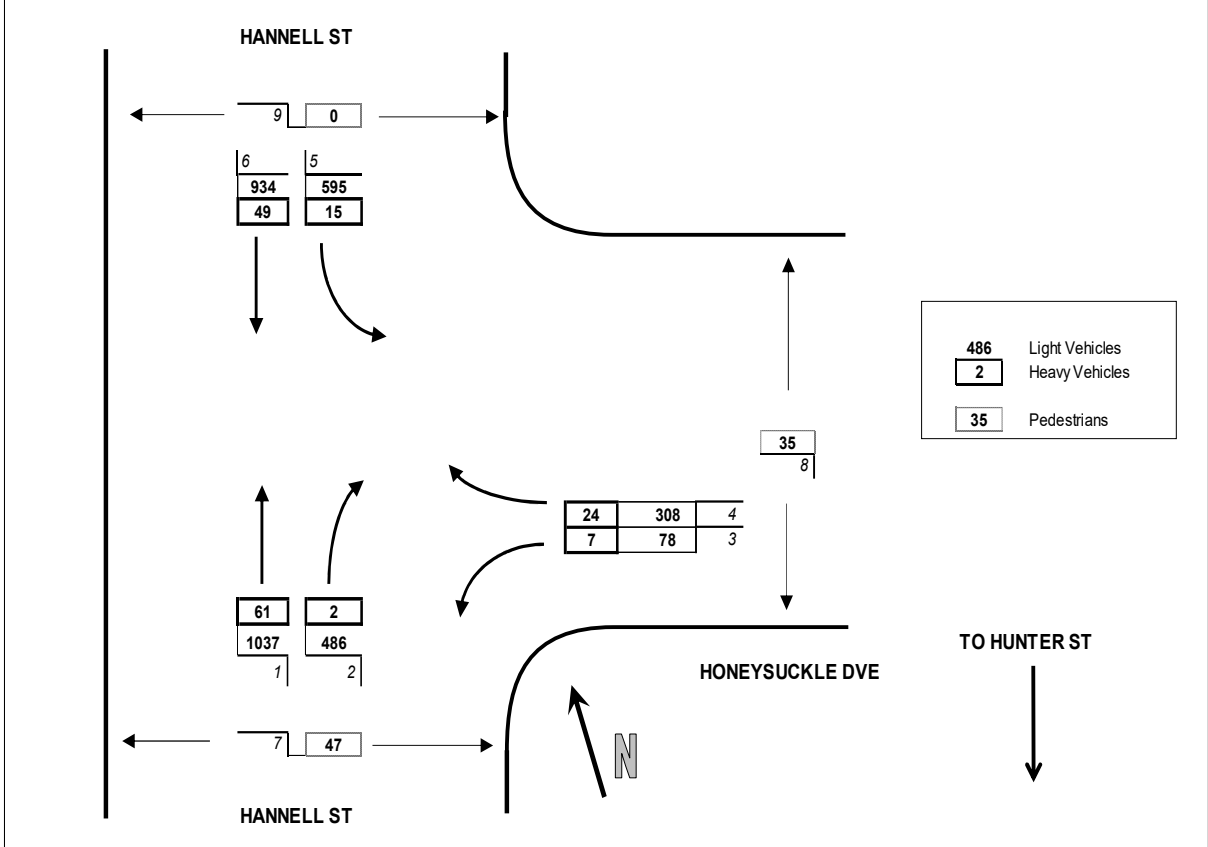 HANNELL ST
9 0
6 5
934 595
49 15
486 Light Vehicles
2 Heavy Vehicles
35 Pedestrians
35
8
24 308 4
7 78 3
61 2
1037 486
1 2
TO HUNTER ST
HONEYSUCKLE DVE
7 47
N
HANNELL ST